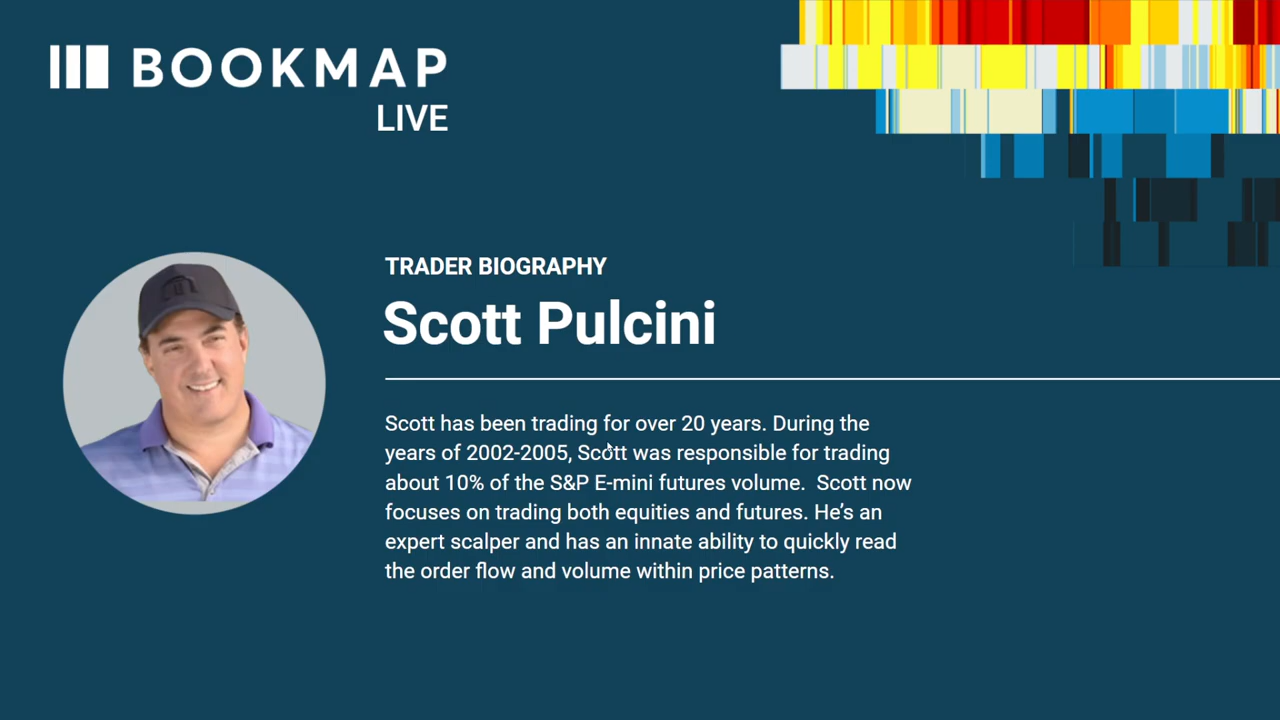 BOOKMAP
LIVE
TRADER BIOGRAPHY
Scott Pulcini
Scott has been trading for over 20 years. During the
years of 2002-2005, Scott was responsible for trading
about 10% of the S&P E-mini futures volume.  Scott now
focuses on trading both equities and futures. He’s an
expert scalper and has an innate ability to quickly read
the order flow and volume within price patterns.